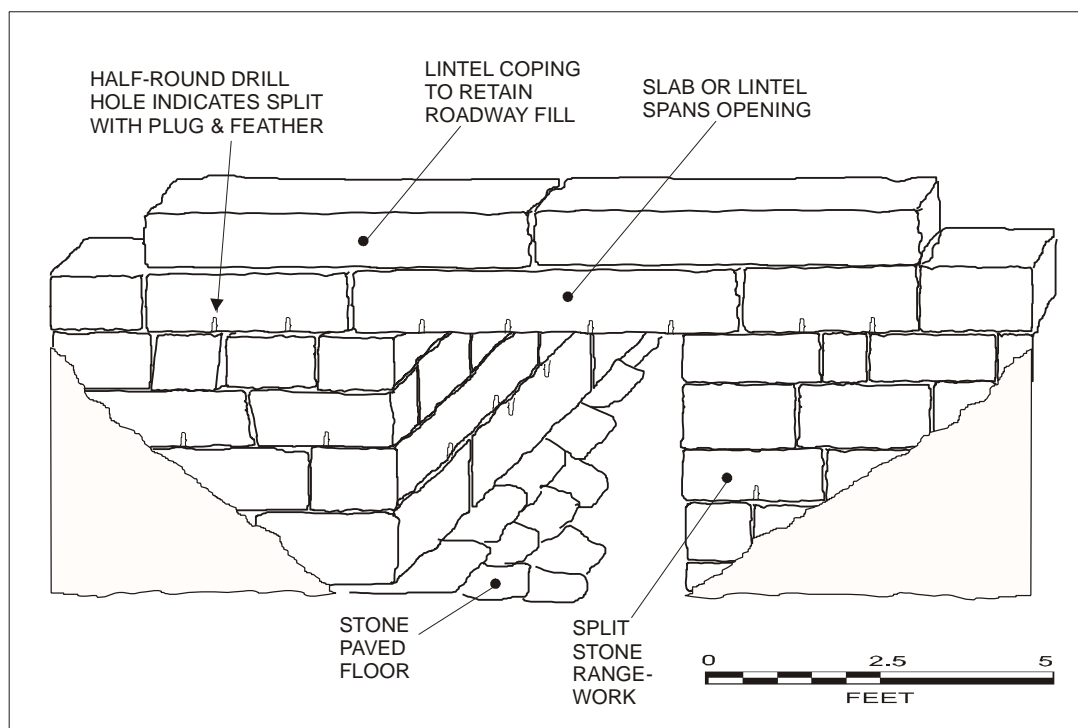 HALF-ROUND DRILL
HOLE INDICATES SPLIT
WITH PLUG & FEATHER
LINTEL COPING
TO RETAIN
ROADWAY FILL
SLAB OR LINTEL
SPANS OPENING
STONE
PAVED
FLOOR
SPLIT
STONE
RANGE-
WORK
0 2.5 5
FEET